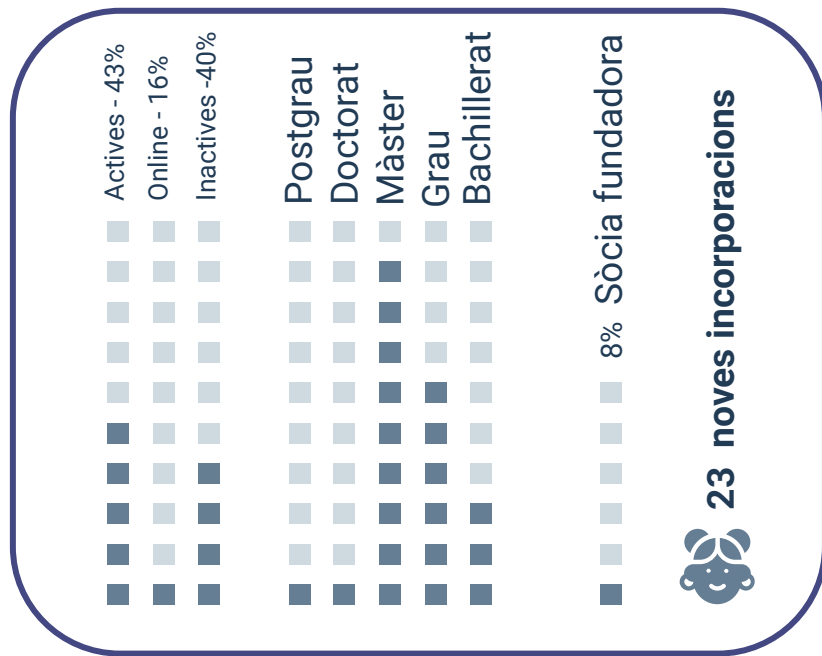 23 noves incorporacions
8% Sòcia fundadora
Bachillerat
Grau
Màster
Doctorat
Postgrau
Inactives -40%
Online - 16%
Actives - 43%